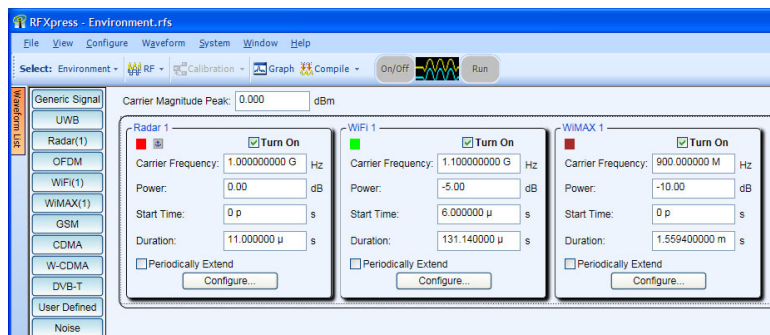 RFXpress - Environment.rfs
File View Configure Waveform System Window Help
Select: Environment RF Calibration Graph Compile On/Off Run
Waveform List
Generic Signal
UWB
Radar(1)
OFDM
WiFi(1)
WiMAX(1)
GSM
CDMA
W-CDMA
DVB-T
User Defined
Noise
Carrier Magnitude Peak: 0.000 dBm
Radar 1
Turn On
Carrier Frequency: 1.000000000 G Hz
Power: 0.00 dB
Start Time: 0 p s
Duration: 11.000000 µ s
Periodically Extend
Configure...
WiFi 1
Turn On
Carrier Frequency: 1.100000000 G Hz
Power: -5.00 dB
Start Time: 6.000000 µ s
Duration: 131.140000 µ s
Periodically Extend
Configure...
WiMAX 1
Turn On
Carrier Frequency: 900.000000 M Hz
Power: -10.00 dB
Start Time: 0 p s
Duration: 1.559400000 m s
Periodically Extend
Configure...